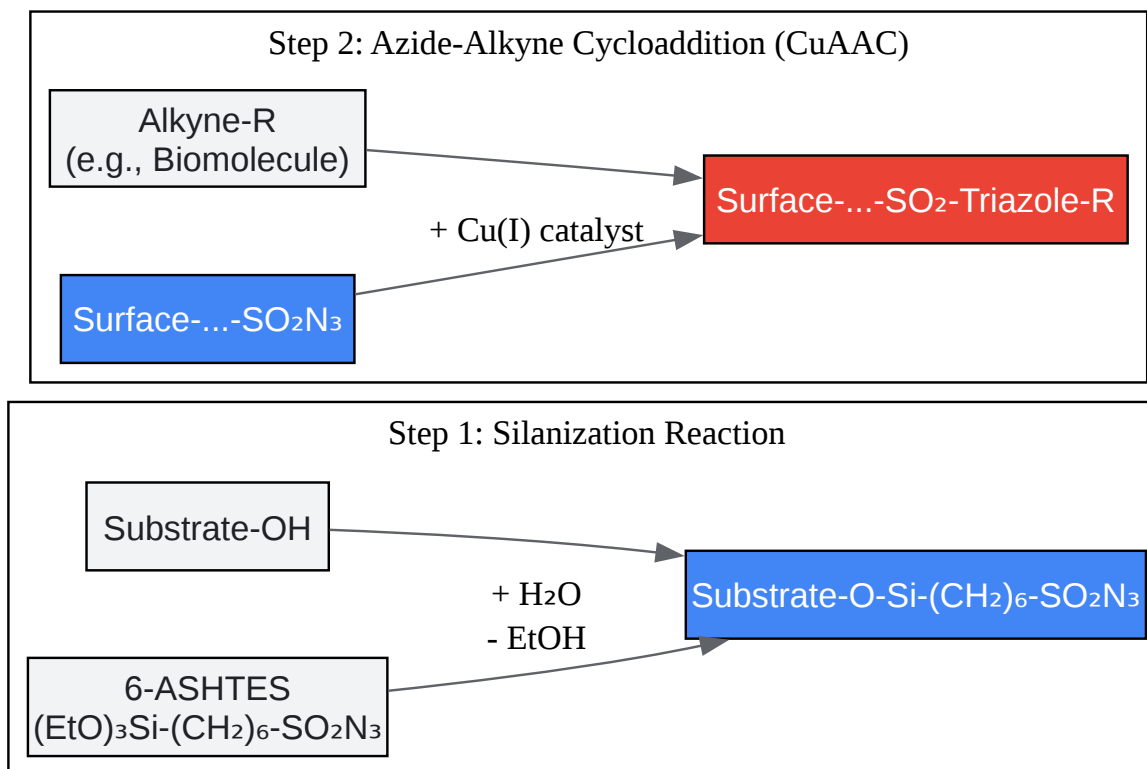 Step 2: Azide-Alkyne Cycloaddition (CuAAC)
Alkyne-R
(e.g., Biomolecule)
Surface-...-SO₂-Triazole-R
+ Cu(I) catalyst
Surface-...-SO₂N₃
Step 1: Silanization Reaction
Substrate-OH
Substrate-O-Si-(CH₂)₆-SO₂N₃
+ H₂O
- EtOH
6-ASHTES
(EtO)₃Si-(CH₂)₆-SO₂N₃